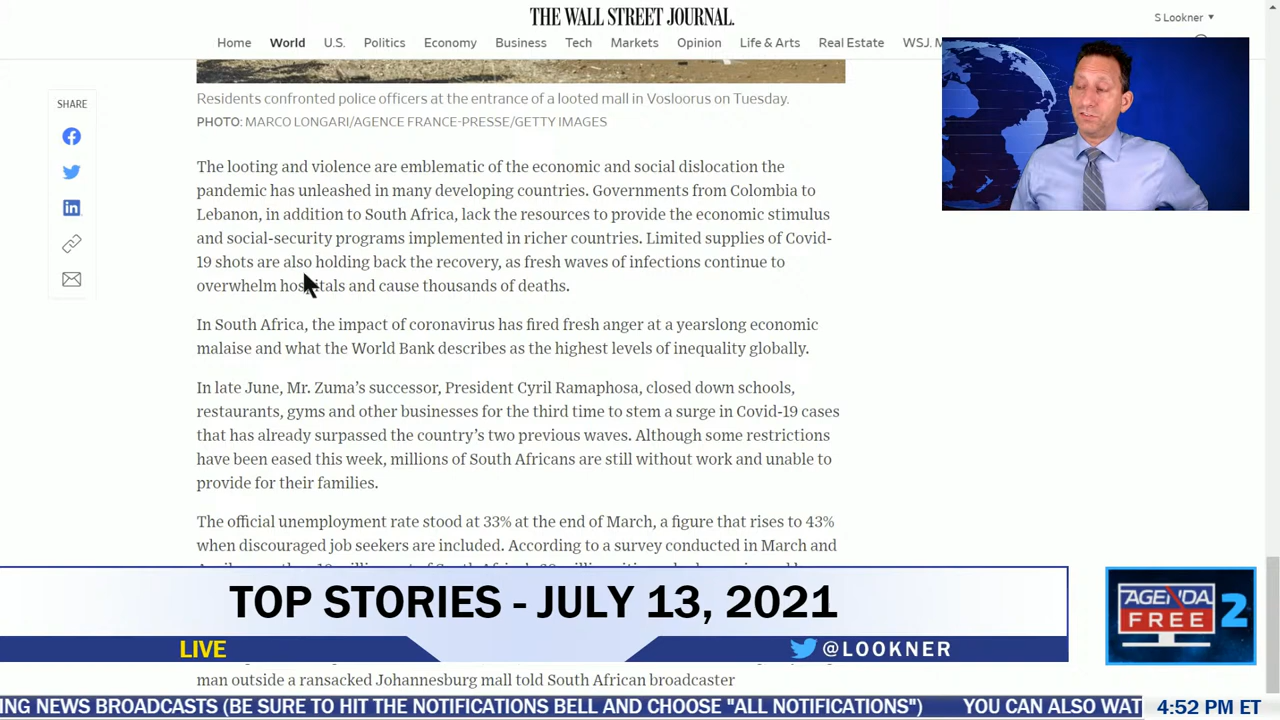 THE WALL STREET JOURNAL.
S Lookner
Home World U.S. Politics Economy Business Tech Markets Opinion Life & Arts Real Estate WSJ. M
SHARE
Residents confronted police officers at the entrance of a looted mall in Vosloorus on Tuesday.
PHOTO: MARCO LONGARI/AGENCE FRANCE-PRESSE/GETTY IMAGES
The looting and violence are emblematic of the economic and social dislocation the
pandemic has unleashed in many developing countries. Governments from Colombia to
Lebanon, in addition to South Africa, lack the resources to provide the economic stimulus
and social-security programs implemented in richer countries. Limited supplies of Covid-
19 shots are also holding back the recovery, as fresh waves of infections continue to
overwhelm hospitals and cause thousands of deaths.
In South Africa, the impact of coronavirus has fired fresh anger at a yearslong economic
malaise and what the World Bank describes as the highest levels of inequality globally.
In late June, Mr. Zuma's successor, President Cyril Ramaphosa, closed down schools,
restaurants, gyms and other businesses for the third time to stem a surge in Covid-19 cases
that has already surpassed the country's two previous waves. Although some restrictions
have been eased this week, millions of South Africans are still without work and unable to
provide for their families.
The official unemployment rate stood at 33% at the end of March, a figure that rises to 43%
when discouraged job seekers are included. According to a survey conducted in March and
TOP STORIES - JULY 13, 2021
AGENDA
FREE 2
LIVE
@LOOKNER
man outside a ransacked Johannesburg mall told South African broadcaster
ING NEWS BROADCASTS (BE SURE TO HIT THE NOTIFICATIONS BELL AND CHOOSE "ALL NOTIFICATIONS") YOU CAN ALSO WAT
4:52 PM ET